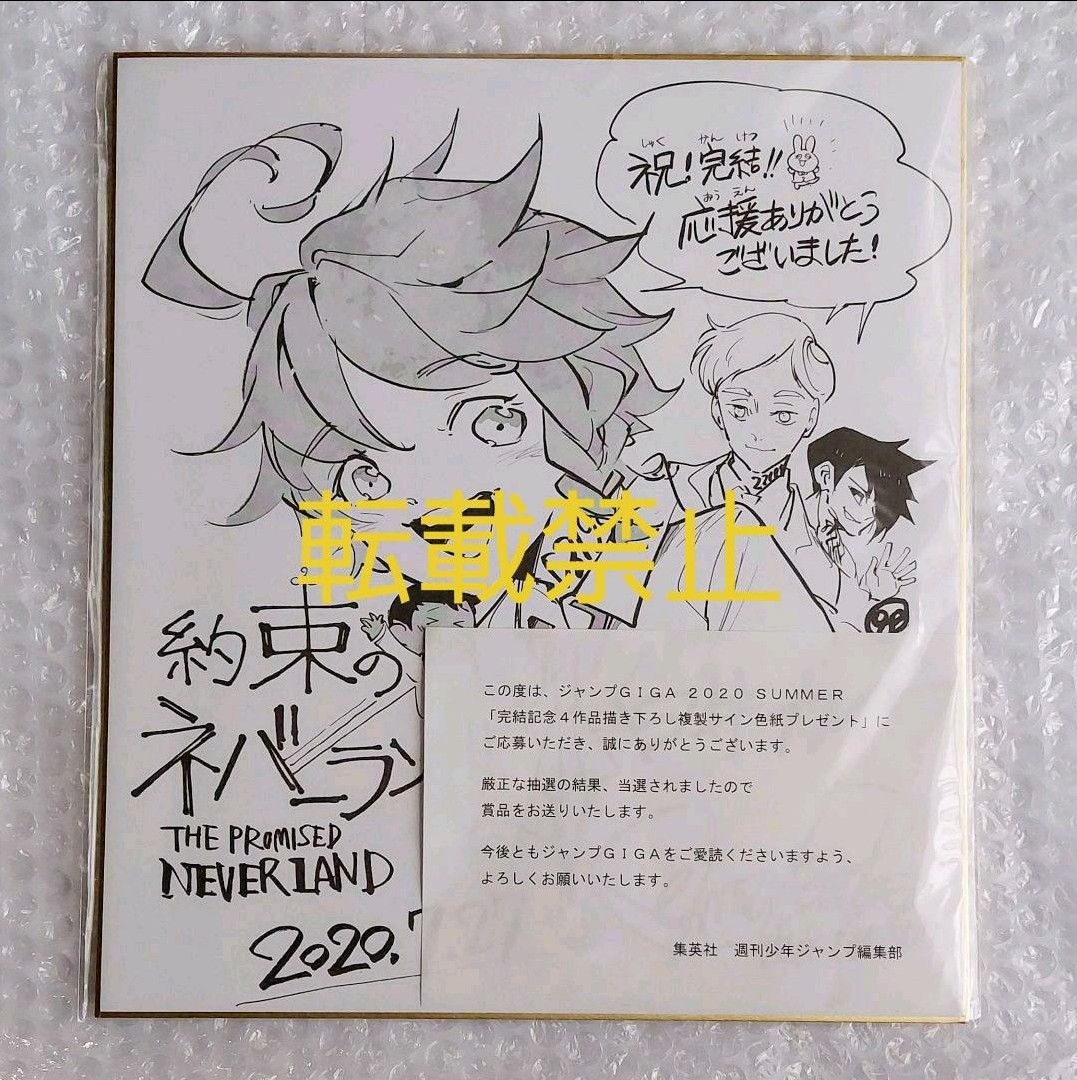 祝！完結!!
しゅく かん けつ
応援ありがとう
おう えん
ございました！
転載禁止
約束の
ネバーラン
THE PROMISED
NEVERLAND
2020.
この度は、ジャンプＧＩＧＡ ２０２０ ＳＵＭＭＥＲ
「完結記念４作品描き下ろし複製サイン色紙プレゼント」に
ご応募いただき、誠にありがとうございます。
厳正な抽選の結果、当選されましたので
賞品をお送りいたします。
今後ともジャンプＧＩＧＡをご愛読くださいますよう、
よろしくお願いいたします。
集英社　週刊少年ジャンプ編集部